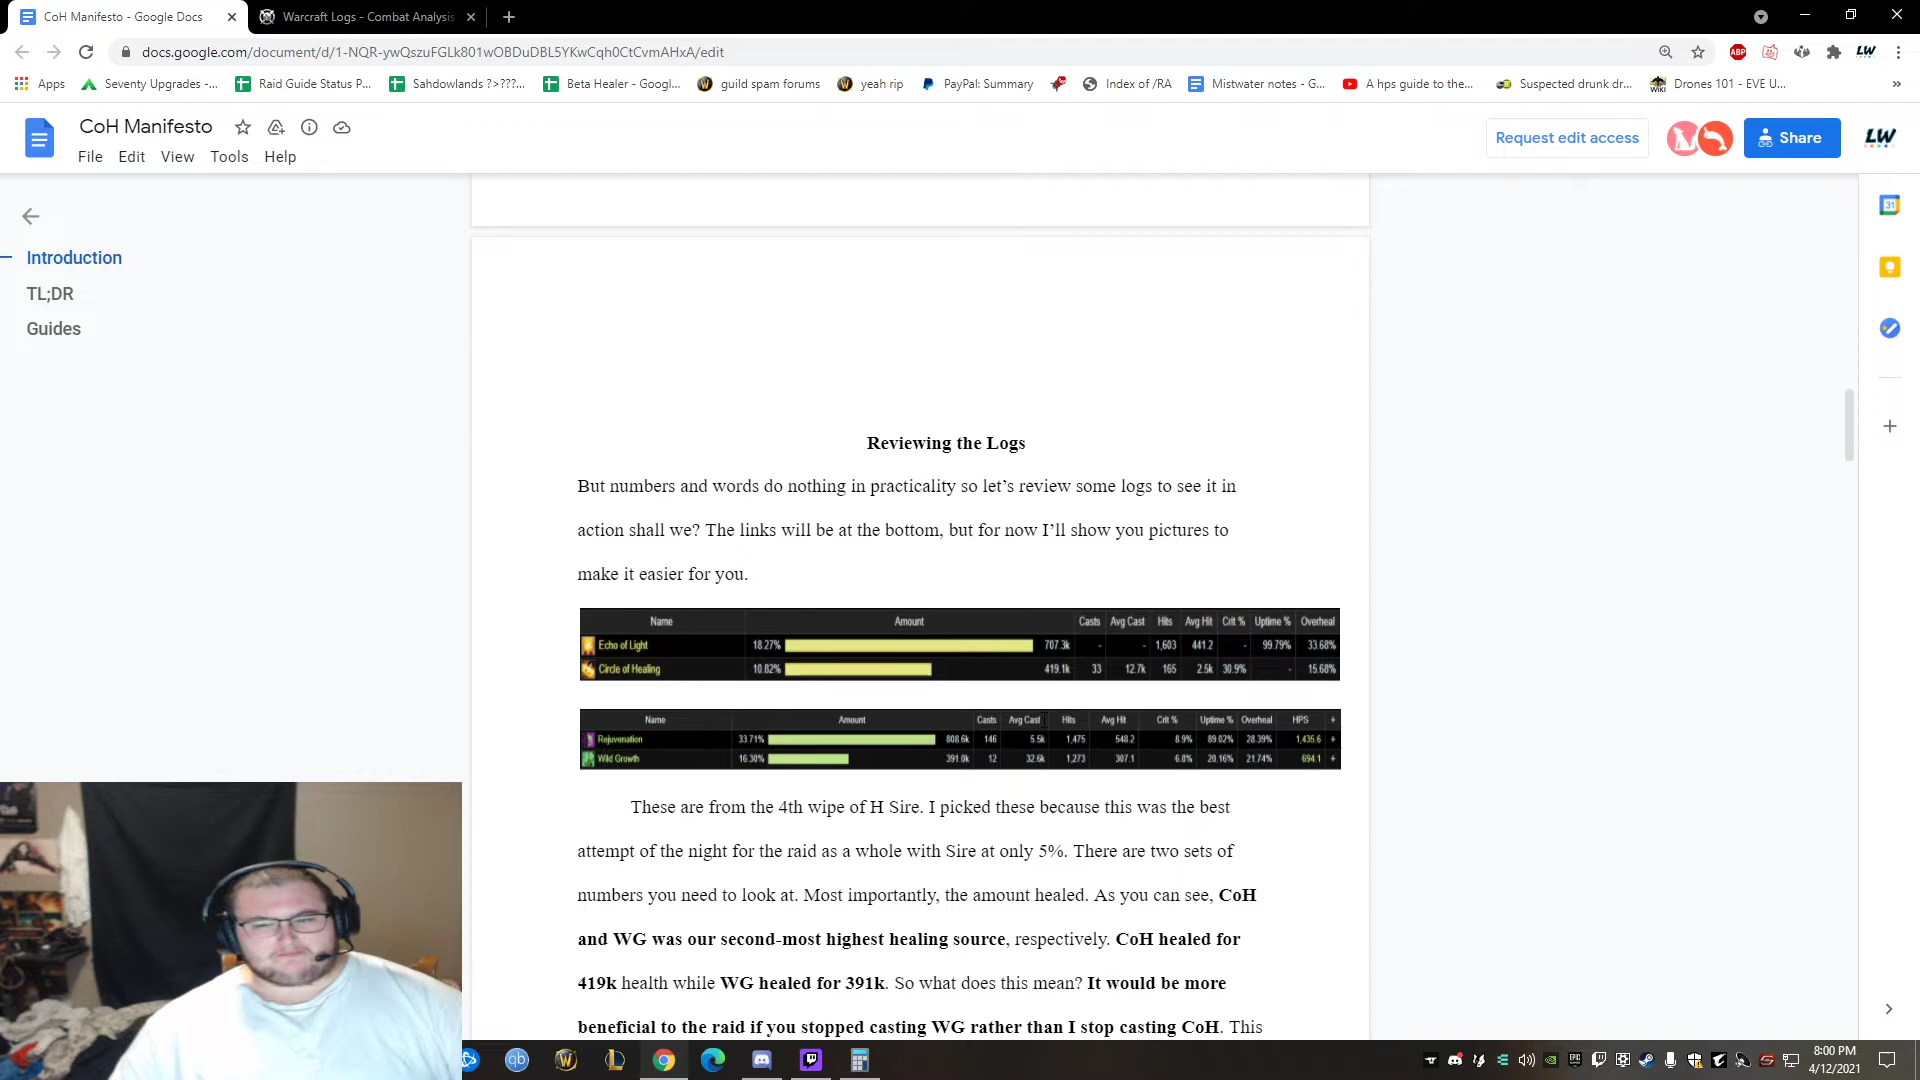 CoH Manifesto - Google Docs
Warcraft Logs - Combat Analysis
docs.google.com/document/d/1-NQR-ywQszuFGLk801wOBDuDBL5YKwCqh0CtCvmAHxA/edit
ABP
LW
Apps
Seventy Upgrades -...
Raid Guide Status P...
Sahdowlands ?>???...
Beta Healer - Googl...
guild spam forums
yeah rip
PayPal: Summary
Index of /RA
Mistwater notes - G...
A hps guide to the...
Suspected drunk dr...
Drones 101 - EVE U...
CoH Manifesto
File Edit View Tools Help
Request edit access
Share
LW
Introduction
TL;DR
Guides
31
Reviewing the Logs
But numbers and words do nothing in practicality so let’s review some logs to see it in
action shall we? The links will be at the bottom, but for now I’ll show you pictures to
make it easier for you.
Name Amount Casts Avg Cast Hits Avg Hit Crit % Uptime % Overheal
Echo of Light 18.27% 707.3k - - 1,603 441.2 - 99.79% 33.68%
Circle of Healing 10.82% 419.1k 33 12.7k 165 2.5k 30.9% - 15.68%
Name Amount Casts Avg Cast Hits Avg Hit Crit % Uptime % Overheal HPS +
Rejuvenation 33.71% 808.6k 146 5.5k 1,475 548.2 8.9% 89.02% 28.39% 1,435.6 +
Wild Growth 16.30% 391.0k 12 32.6k 1,273 307.1 6.8% 20.16% 21.74% 694.1 +
These are from the 4th wipe of H Sire. I picked these because this was the best
attempt of the night for the raid as a whole with Sire at only 5%. There are two sets of
numbers you need to look at. Most importantly, the amount healed. As you can see, CoH
and WG was our second-most highest healing source, respectively. CoH healed for
419k health while WG healed for 391k. So what does this mean? It would be more
beneficial to the raid if you stopped casting WG rather than I stop casting CoH. This
qb
8:00 PM
4/12/2021